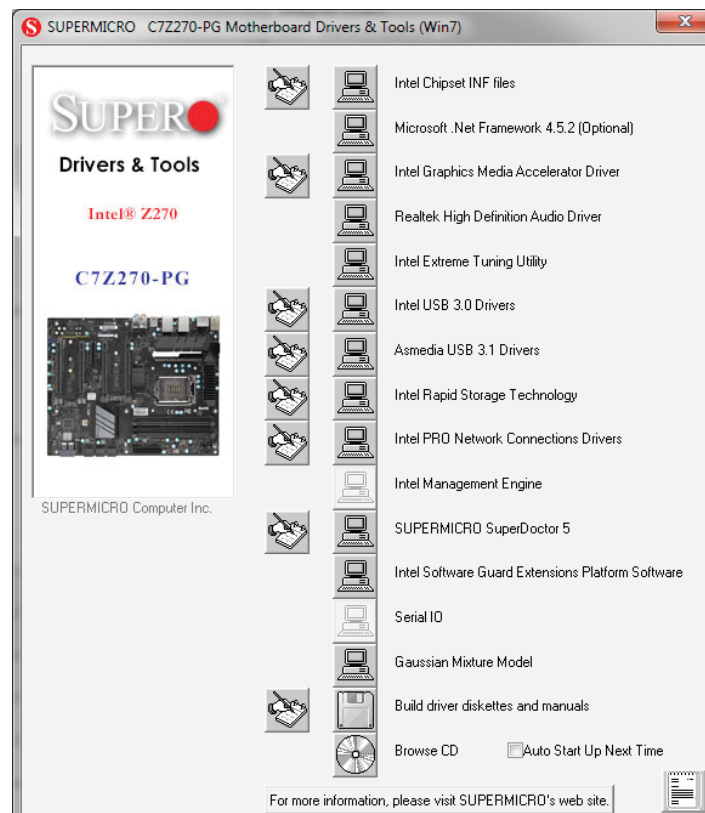 SUPERMICRO C7Z270-PG Motherboard Drivers & Tools (Win7)
SUPERO
Drivers & Tools
Intel® Z270
C7Z270-PG
SUPERMICRO Computer Inc.
Intel Chipset INF files
Microsoft .Net Framework 4.5.2 (Optional)
Intel Graphics Media Accelerator Driver
Realtek High Definition Audio Driver
Intel Extreme Tuning Utility
Intel USB 3.0 Drivers
Asmedia USB 3.1 Drivers
Intel Rapid Storage Technology
Intel PRO Network Connections Drivers
Intel Management Engine
SUPERMICRO SuperDoctor 5
Intel Software Guard Extensions Platform Software
Serial IO
Gaussian Mixture Model
Build driver diskettes and manuals
Browse CD Auto Start Up Next Time
For more information, please visit SUPERMICRO's web site.